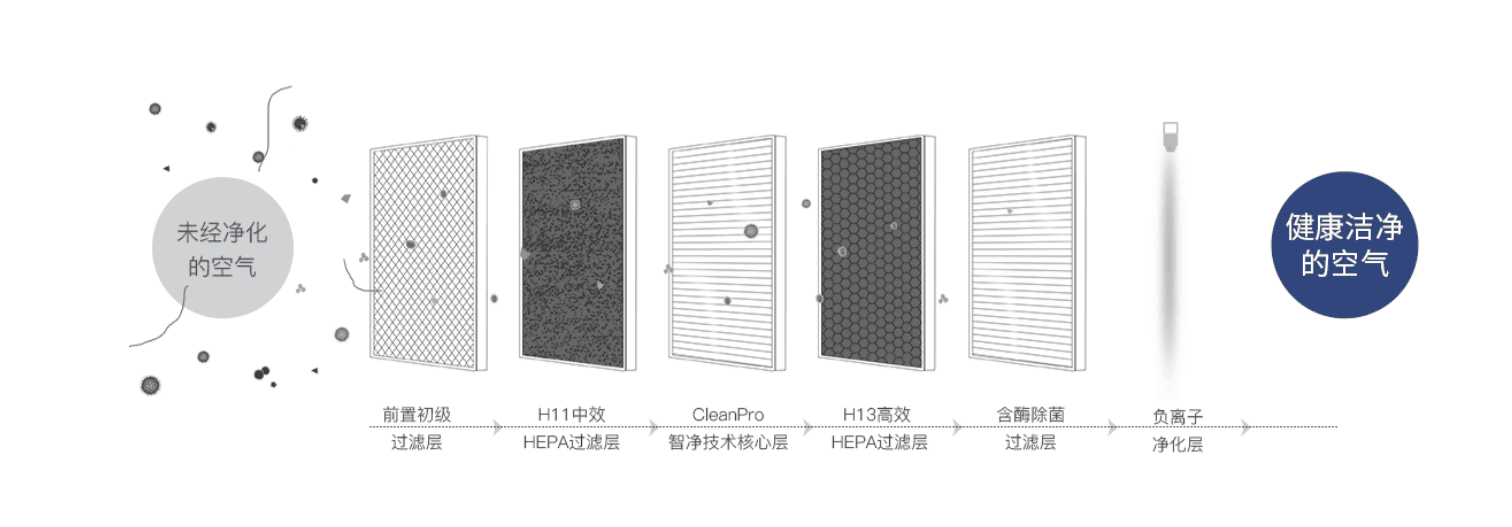 未经净化
的空气
健康洁净
的空气
前置初级
过滤层
H11中效
HEPA过滤层
CleanPro
智净技术核心层
H13高效
HEPA过滤层
含酶除菌
过滤层
负离子
净化层